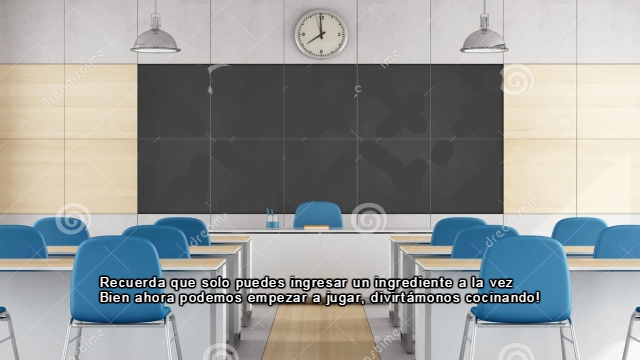 Recuerda que solo puedes ingresar un ingrediente a la vez
Bien ahora podemos empezar a jugar, divirtámonos cocinando!